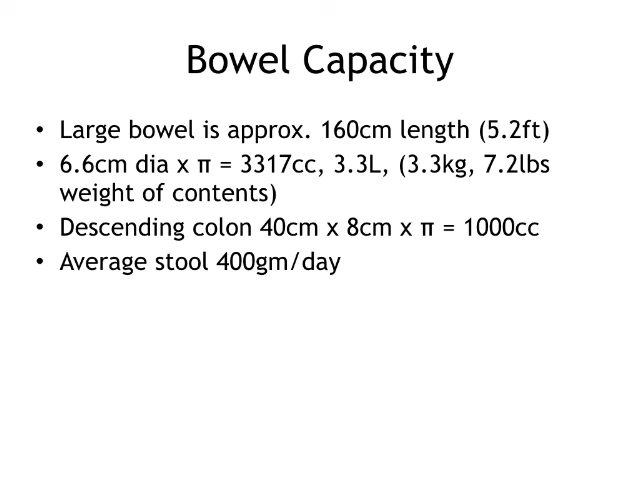 Bowel Capacity
• Large bowel is approx. 160cm length (5.2ft)
• 6.6cm dia x π = 3317cc, 3.3L, (3.3kg, 7.2lbs
weight of contents)
• Descending colon 40cm x 8cm x π = 1000cc
• Average stool 400gm/day